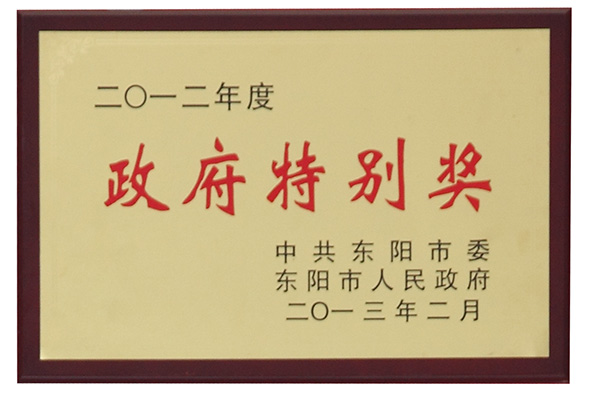 二〇一二年度
政府特别奖
中共东阳市委
东阳市人民政府
二〇一三年二月